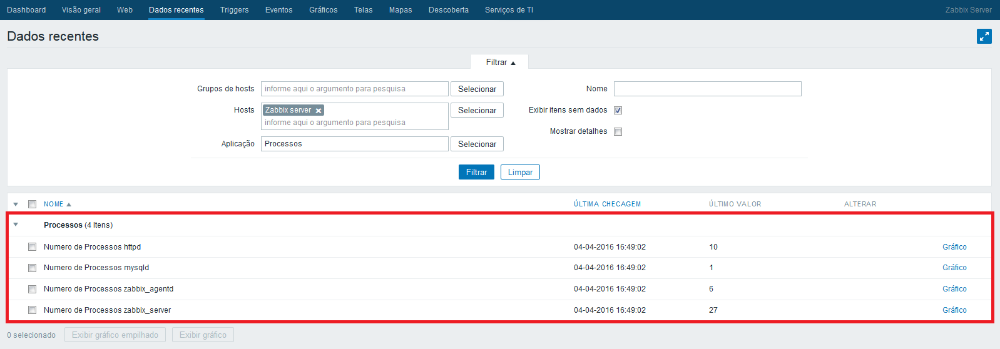 Dashboard Visão geral Web Dados recentes Triggers Eventos Gráficos Telas Mapas Descoberta Serviços de TI Zabbix Server
Dados recentes
Filtrar ▲
Grupos de hosts informe aqui o argumento para pesquisa Selecionar Nome
Hosts Zabbix server × Selecionar Exibir itens sem dados
informe aqui o argumento para pesquisa
Mostrar detalhes
Aplicação Processos Selecionar
Filtrar Limpar
NOME ▲ ÚLTIMA CHECAGEM ÚLTIMO VALOR ALTERAR
Processos (4 Itens)
Numero de Processos httpd 04-04-2016 16:49:02 10 Gráfico
Numero de Processos mysqld 04-04-2016 16:49:02 1 Gráfico
Numero de Processos zabbix_agentd 04-04-2016 16:49:02 6 Gráfico
Numero de Processos zabbix_server 04-04-2016 16:49:02 27 Gráfico
0 selecionado Exibir gráfico empilhado Exibir gráfico